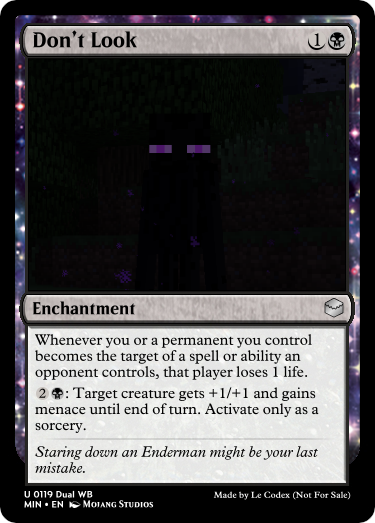 Don't Look 1
Enchantment
Whenever you or a permanent you control
becomes the target of a spell or ability an
opponent controls, that player loses 1 life.
2 : Target creature gets +1/+1 and gains
menace until end of turn. Activate only as a
sorcery.
Staring down an Enderman might be your last
mistake.
U 0119 Dual WB Made by Le Codex (Not For Sale)
MIN • EN Mojang Studios